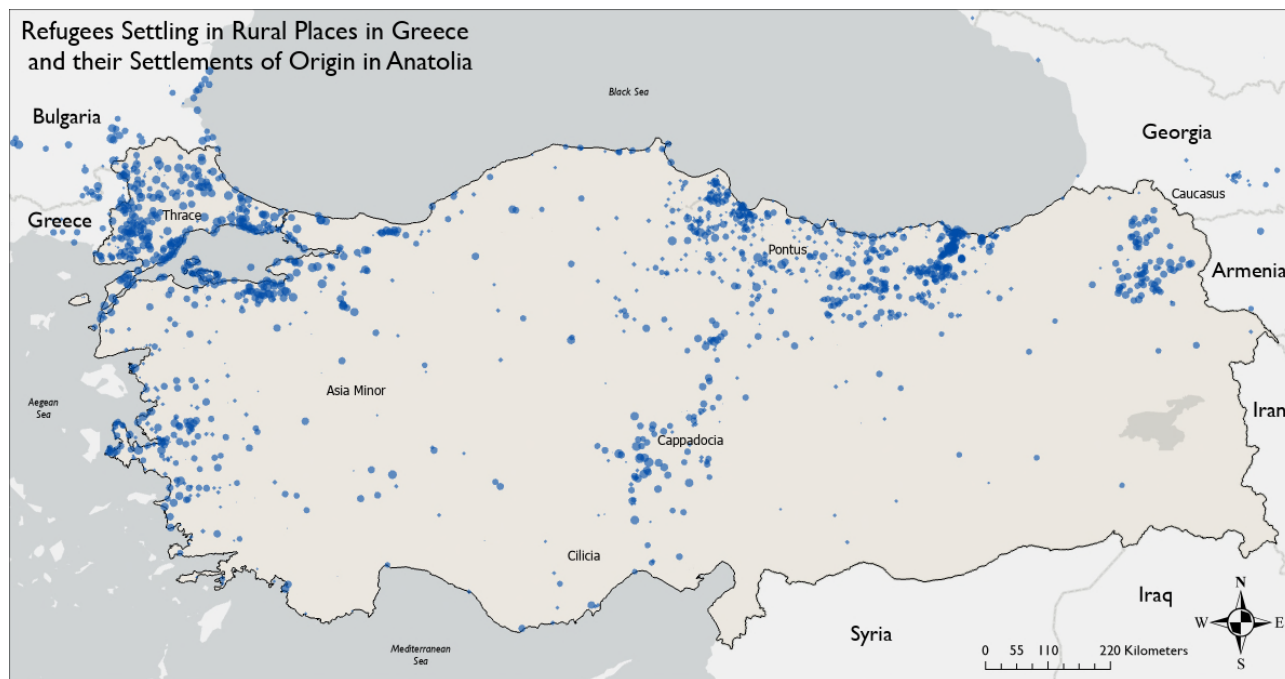 Refugees Settling in Rural Places in Greece
and their Settlements of Origin in Anatolia
Black Sea
Bulgaria
Georgia
Caucasus
Greece
Thrace
Pontus
Armenia
Asia Minor
Aegean
Sea
Iran
Cappadocia
Cilicia
Iraq
N
W E
S
Syria
Mediterranean
Sea
0 55 110 220 Kilometers